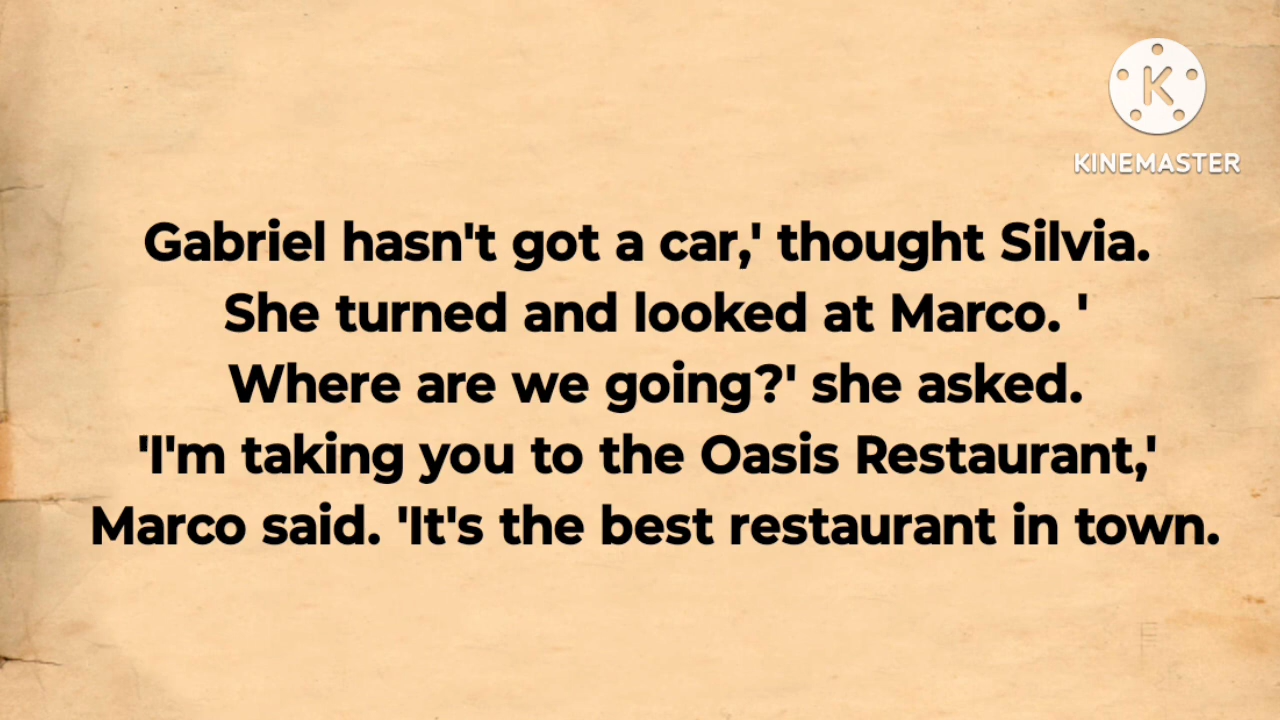 K
KINEMASTER
Gabriel hasn't got a car,' thought Silvia.
She turned and looked at Marco. '
Where are we going?' she asked.
'I'm taking you to the Oasis Restaurant,'
Marco said. 'It's the best restaurant in town.